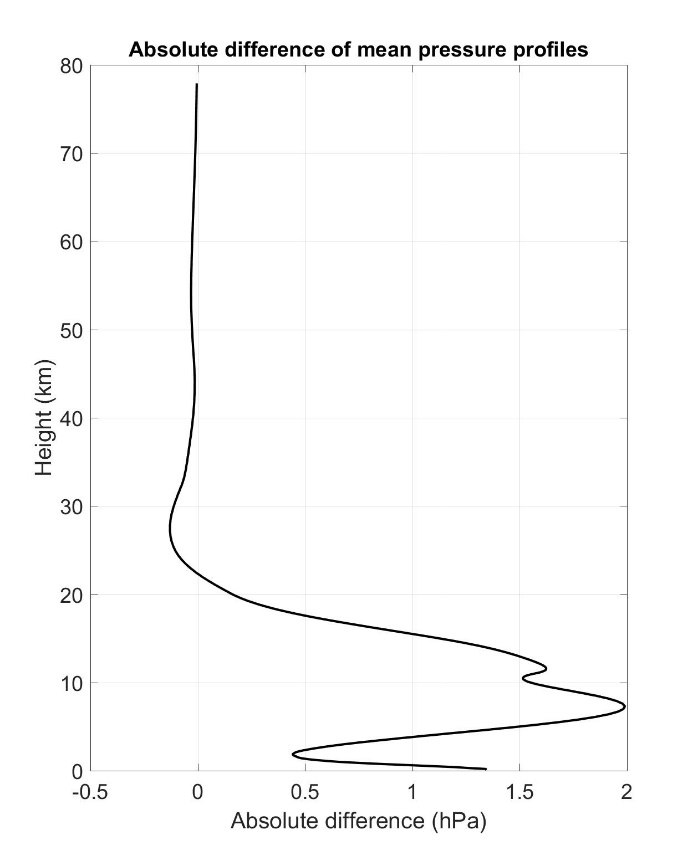 Absolute difference of mean pressure profiles
80
70
60
50
40
30
20
10
0
Height (km)
-0.5 0 0.5 1 1.5 2
Absolute difference (hPa)